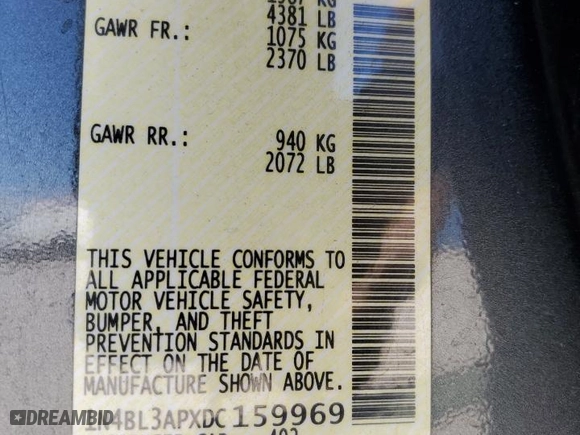 4381 LB
GAWR FR.: 1075 KG
2370 LB
GAWR RR.: 940 KG
2072 LB
THIS VEHICLE CONFORMS TO
ALL APPLICABLE FEDERAL
MOTOR VEHICLE SAFETY,
BUMPER, AND THEFT
PREVENTION STANDARDS IN
EFFECT ON THE DATE OF
MANUFACTURE SHOWN ABOVE.
1N4BL3APXDC159969
DREAMBID